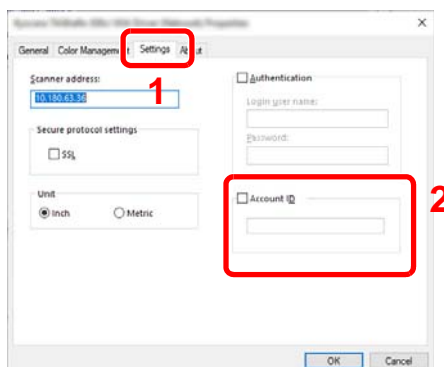 General Color Management Settings
1
Scanner address:
10.180.63.36
Secure protocol settings
SSL
Unit
Inch Metric
Authentication
Login user name:
Password:
2
Account ID
OK Cancel